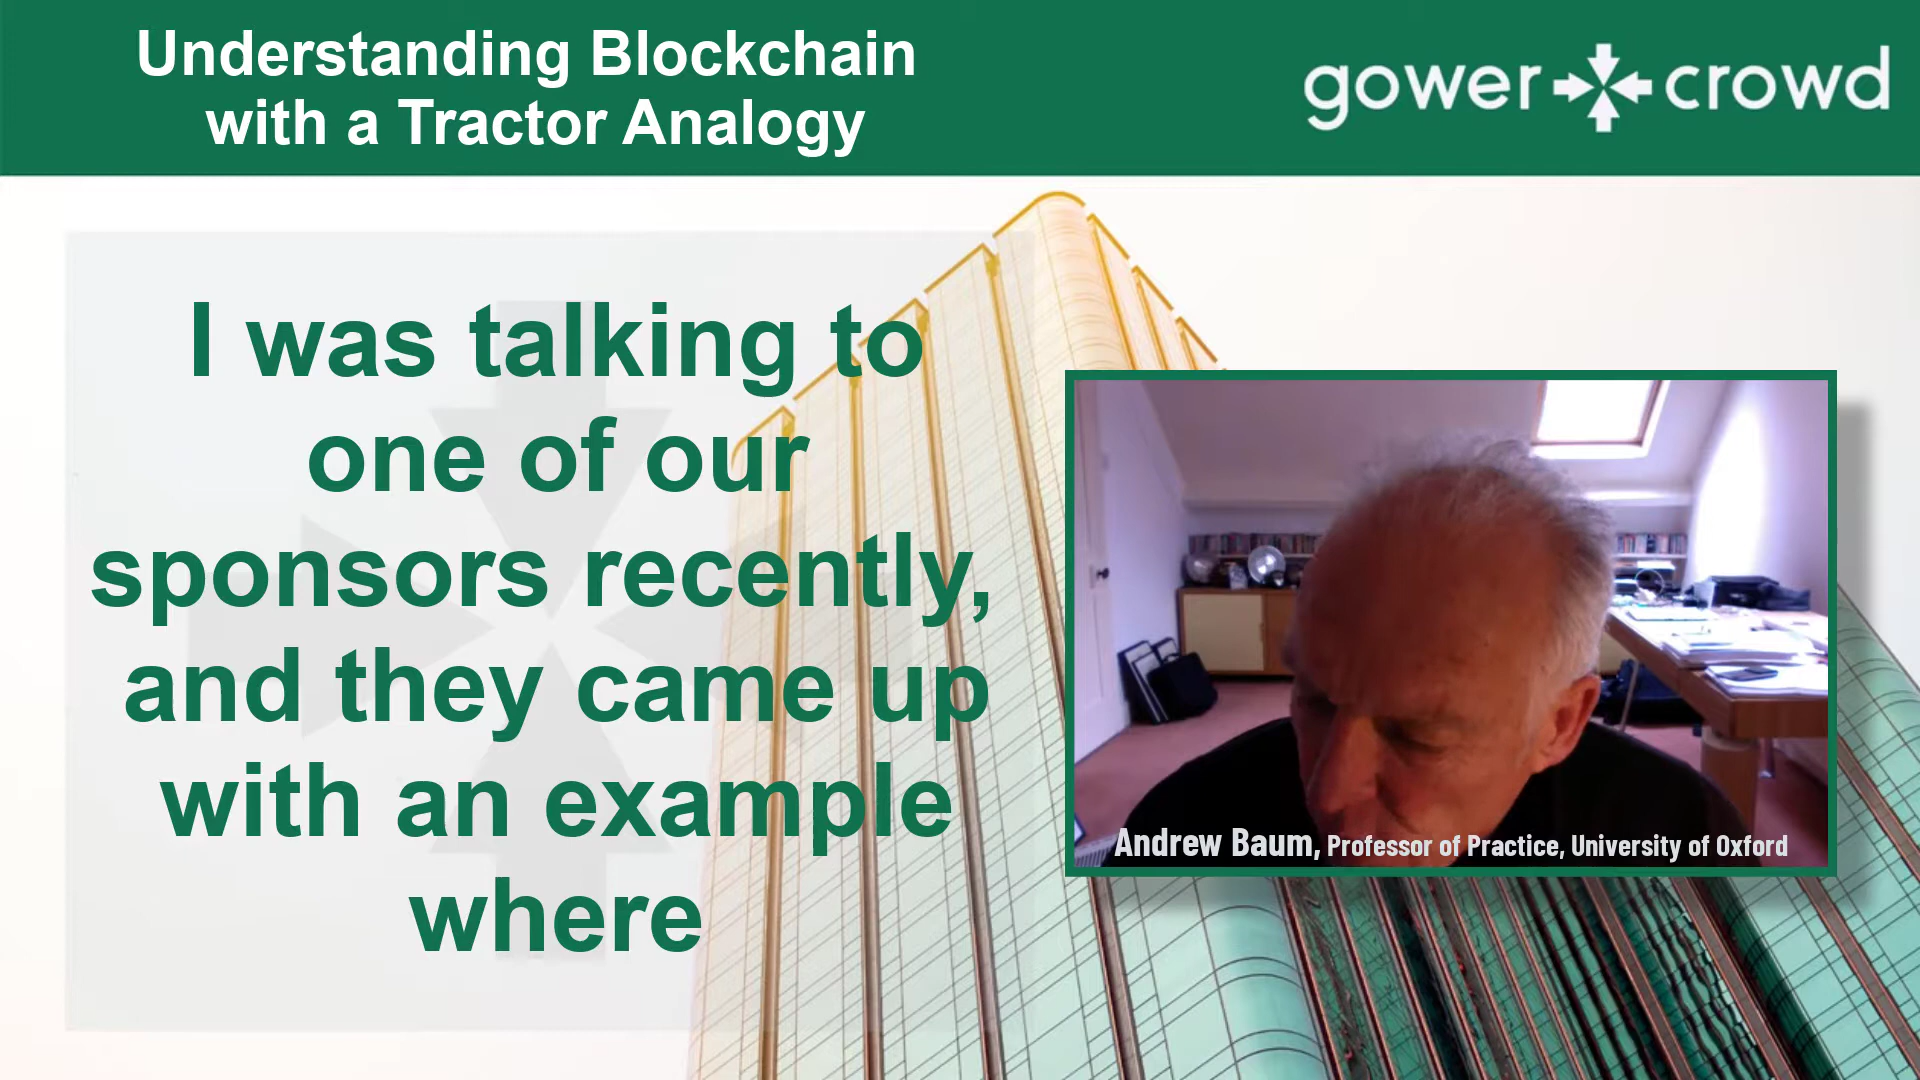 Understanding Blockchain
with a Tractor Analogy
gower crowd
I was talking to
one of our
sponsors recently,
and they came up
with an example
where
Andrew Baum, Professor of Practice, University of Oxford